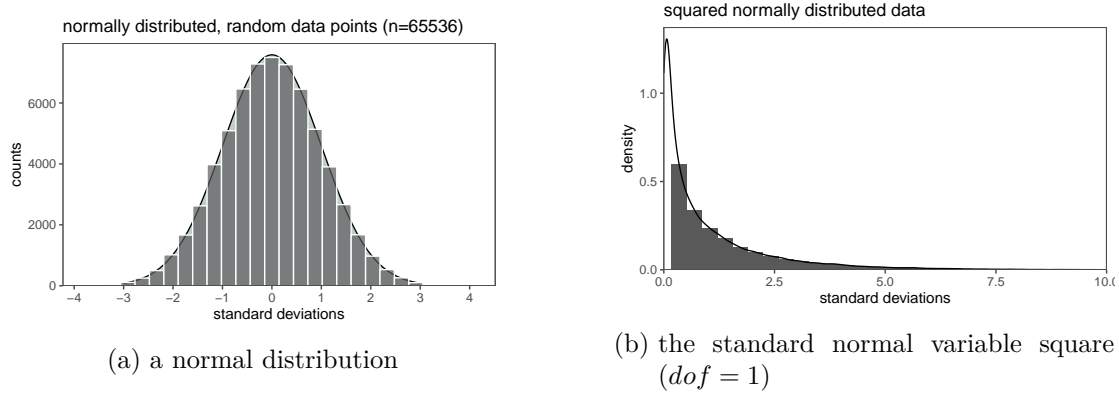 normally distributed, random data points (n=65536)
6000
4000
2000
0
counts
−4 −3 −2 −1 0 1 2 3 4
standard deviations
(a) a normal distribution
squared normally distributed data
1.0
0.5
0.0
density
0.0 2.5 5.0 7.5 10.0
standard deviations
(b) the standard normal variable square
(dof = 1)